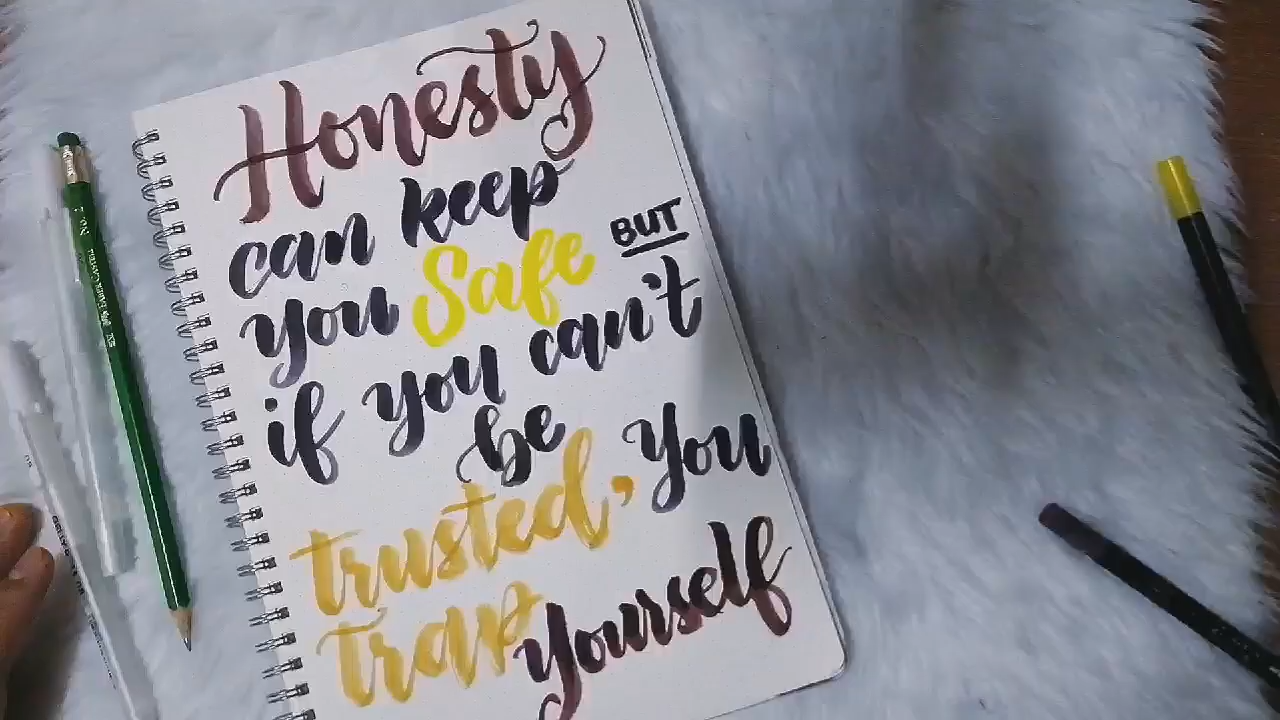 Honesty
can keep
you Safe BUT
if you can't
be
trusted, you
trap yourself